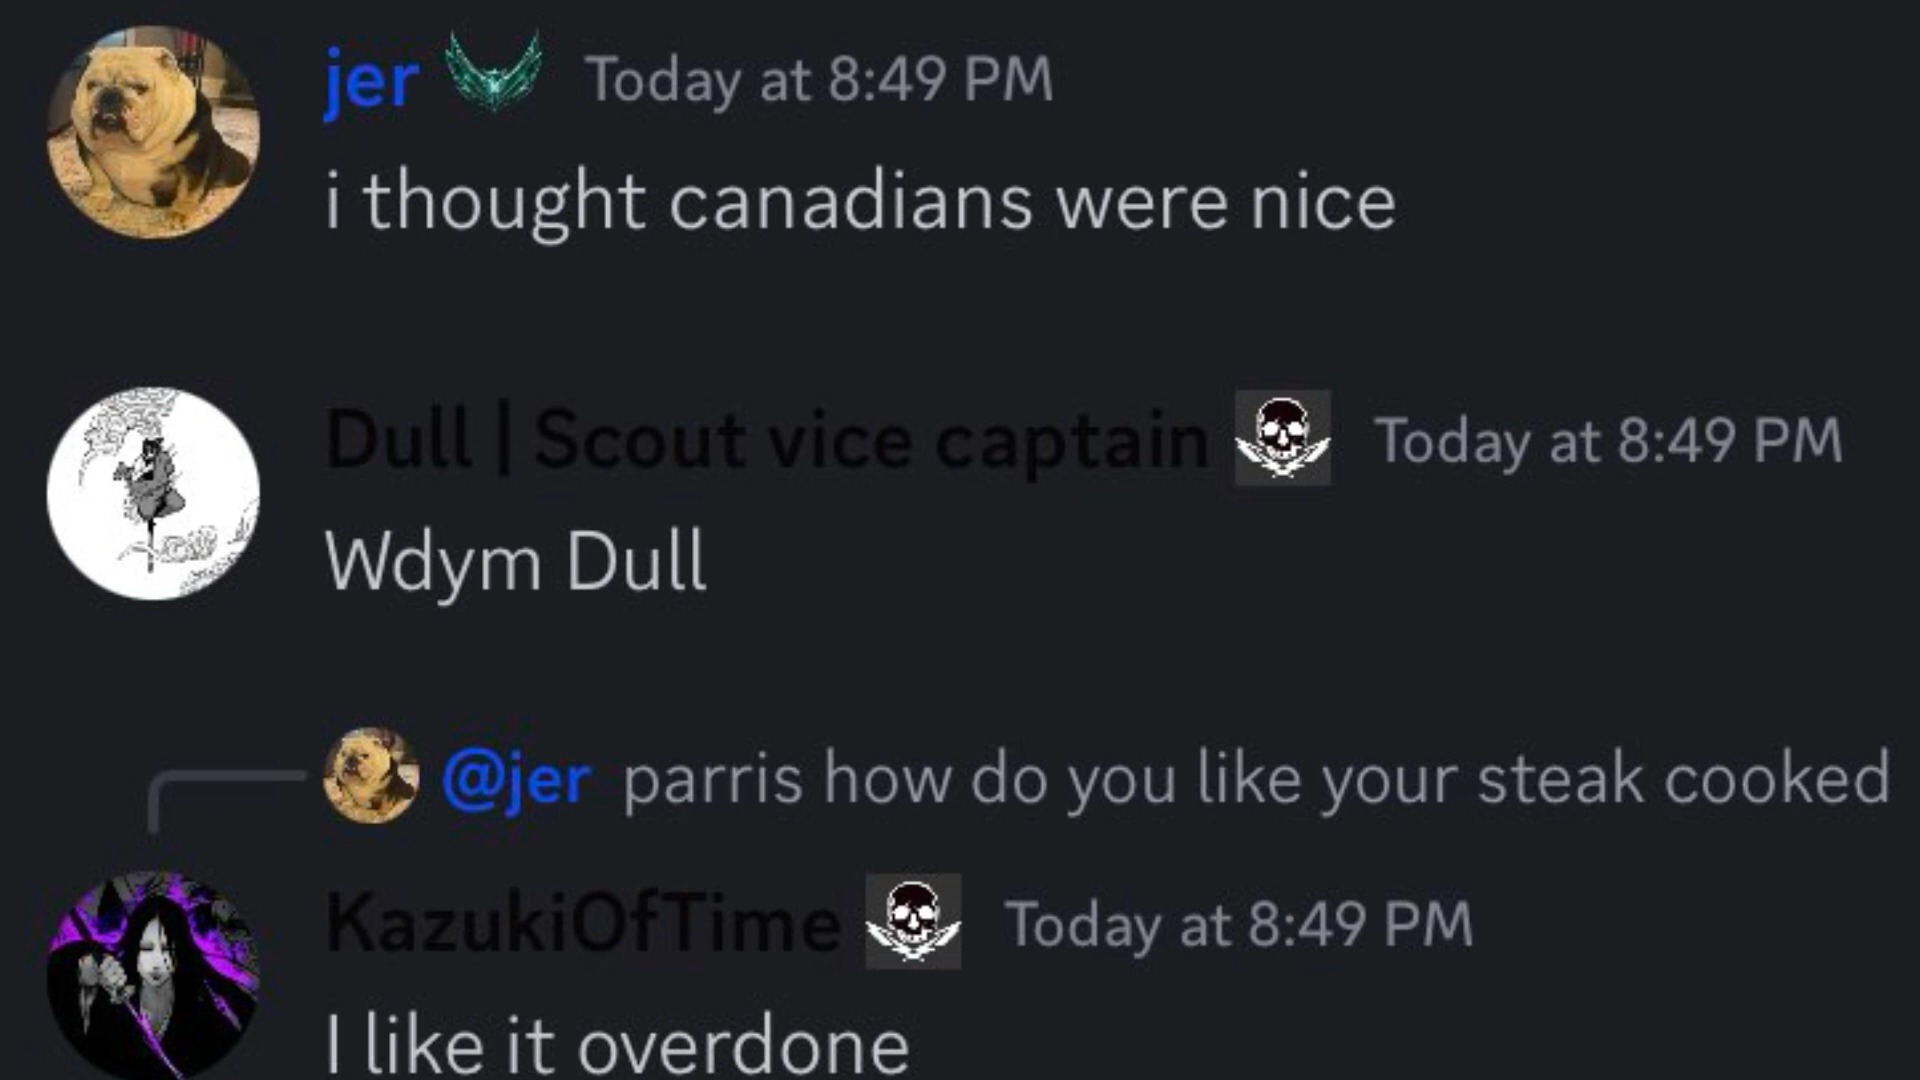 jer Today at 8:49 PM
i thought canadians were nice
Dull | Scout vice captain Today at 8:49 PM
Wdym Dull
@jer parris how do you like your steak cooked
KazukiOfTime Today at 8:49 PM
I like it overdone